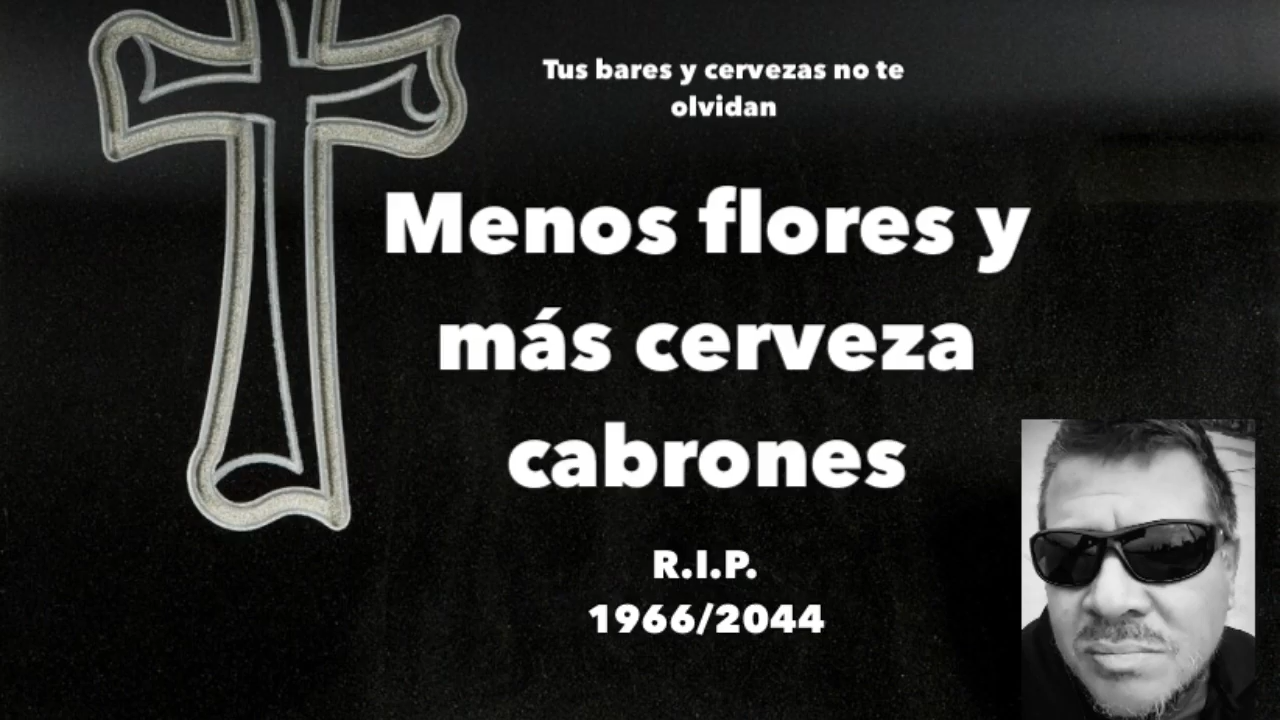 Tus bares y cervezas no te
olvidan
Menos flores y
más cerveza
cabrones
R.I.P.
1966/2044